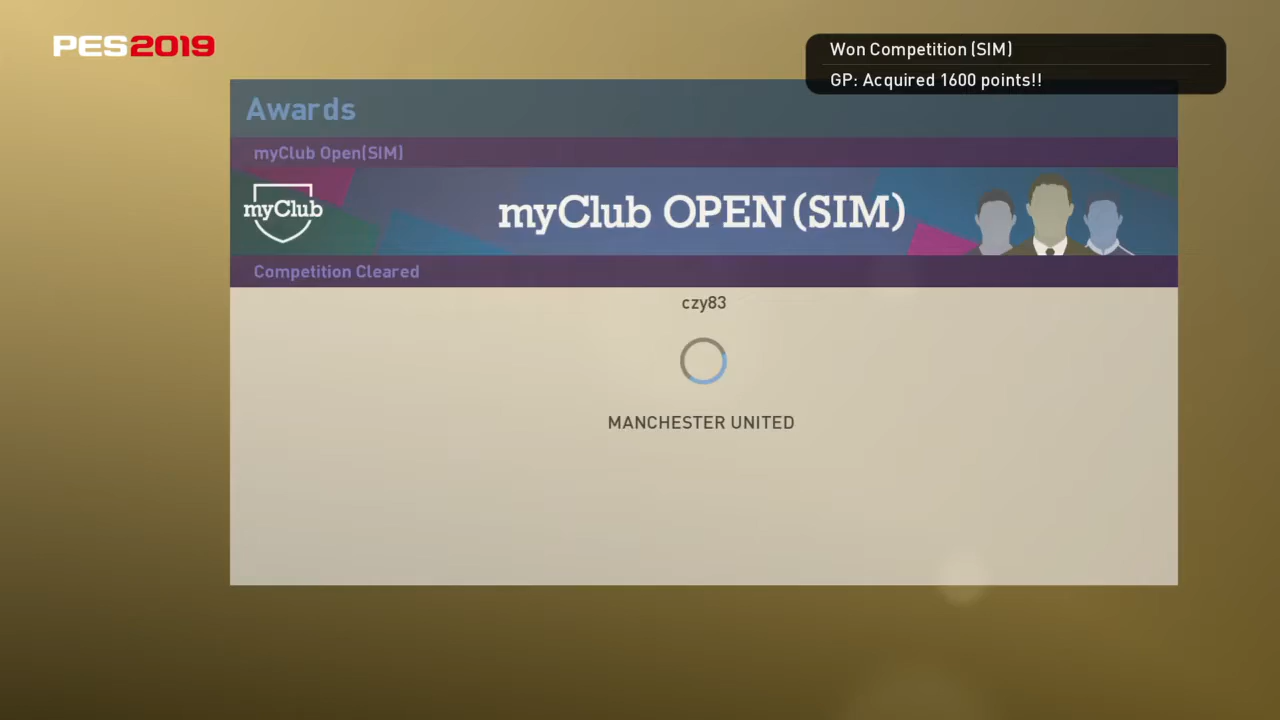 PES2019
Won Competition (SIM)
GP: Acquired 1600 points!!
Awards
myClub Open(SIM)
myClub
myClub OPEN (SIM)
Competition Cleared
czy83
MANCHESTER UNITED